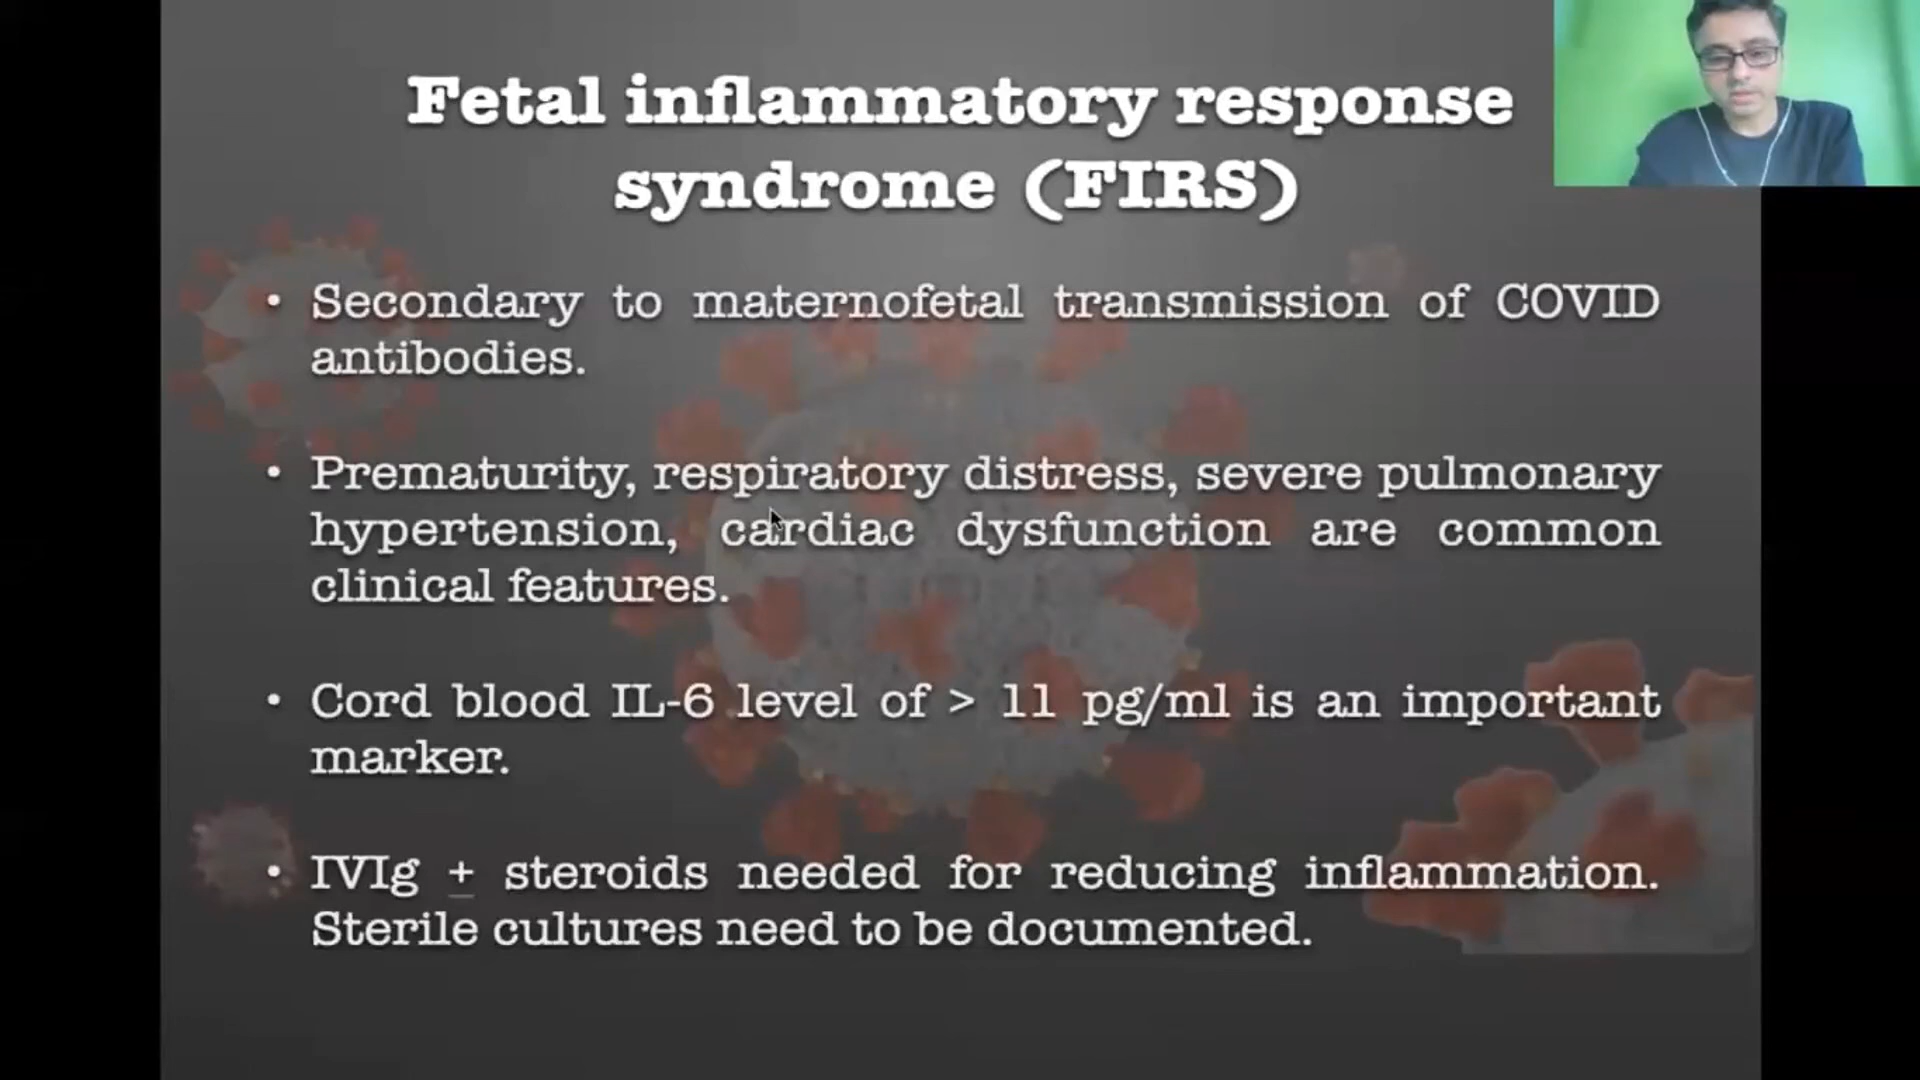 Fetal inflammatory response
syndrome (FIRS)
• Secondary to maternofetal transmission of COVID
antibodies.
• Prematurity, respiratory distress, severe pulmonary
hypertension, cardiac dysfunction are common
clinical features.
• Cord blood IL-6 level of > 11 pg/ml is an important
marker.
• IVIg ± steroids needed for reducing inflammation.
Sterile cultures need to be documented.